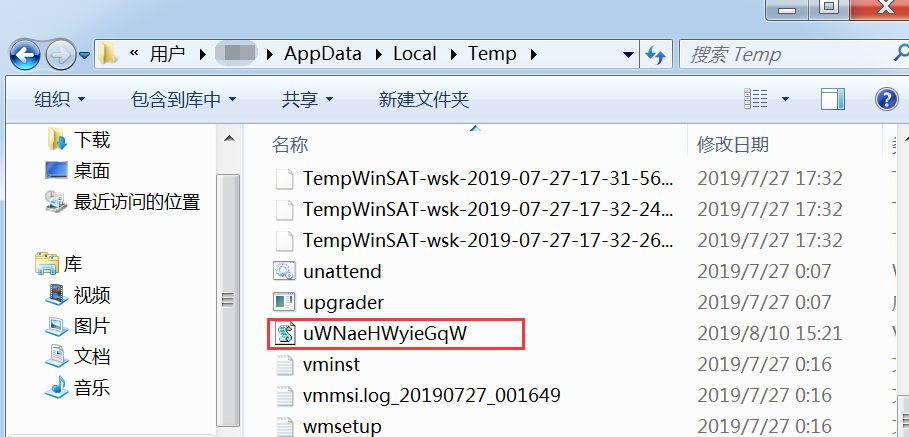 « 用户 AppData Local Temp
搜索 Temp
组织 包含到库中 共享 新建文件夹
下载
桌面
最近访问的位置
库
视频
图片
文档
音乐
名称 修改日期
TempWinSAT-wsk-2019-07-27-17-31-56... 2019/7/27 17:32
TempWinSAT-wsk-2019-07-27-17-32-24... 2019/7/27 17:32
TempWinSAT-wsk-2019-07-27-17-32-26... 2019/7/27 17:32
unattend 2019/7/27 0:07
upgrader 2019/7/27 0:07
uWNaeHWyieGqW 2019/8/10 15:21
vminst 2019/7/27 0:16
vmmsi.log_20190727_001649 2019/7/27 0:16
wmsetup 2019/7/27 0:16